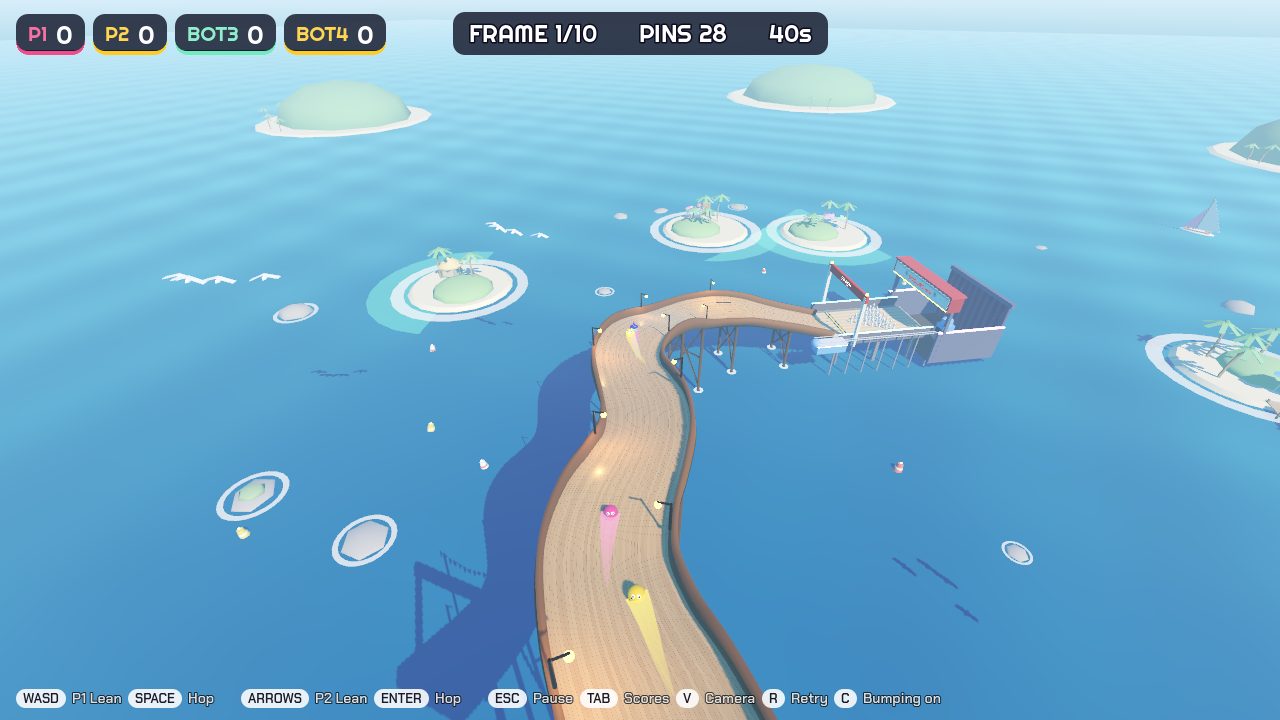 P1 0 P2 0 BOT3 0 BOT4 0
FRAME 1/10 PINS 28 40s
WASD P1 Lean SPACE Hop ARROWS P2 Lean ENTER Hop ESC Pause TAB Scores V Camera R Retry C Bumping on